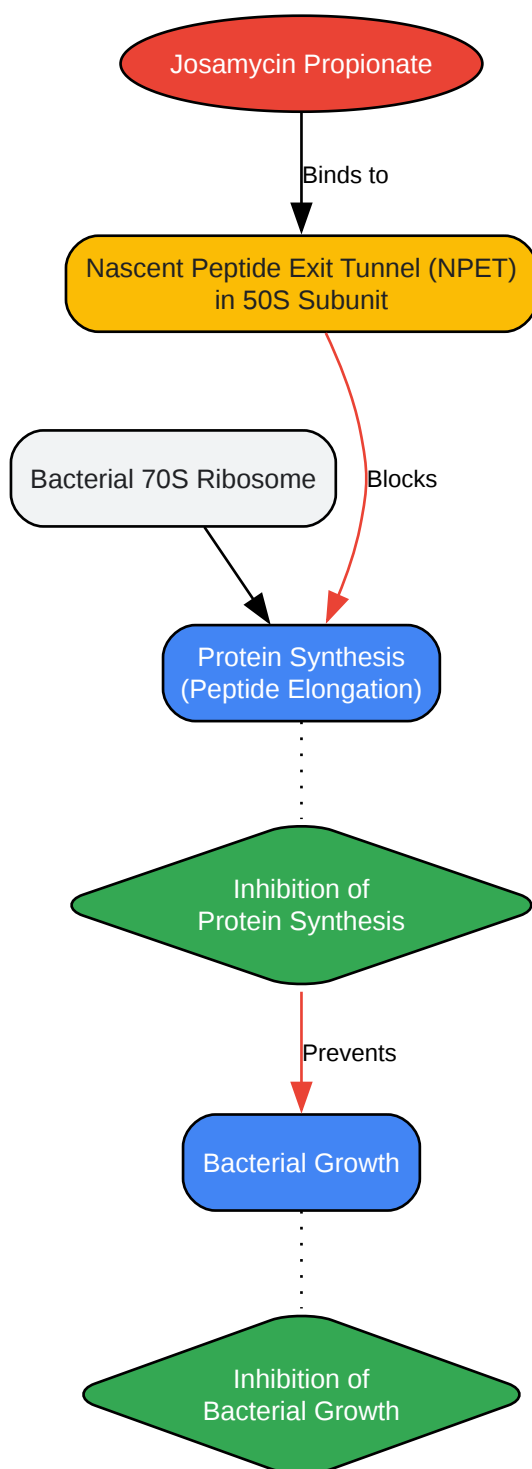 Josamycin Propionate
Binds to
Nascent Peptide Exit Tunnel (NPET)
in 50S Subunit
Bacterial 70S Ribosome
Blocks
Protein Synthesis
(Peptide Elongation)
Inhibition of
Protein Synthesis
Prevents
Bacterial Growth
Inhibition of
Bacterial Growth